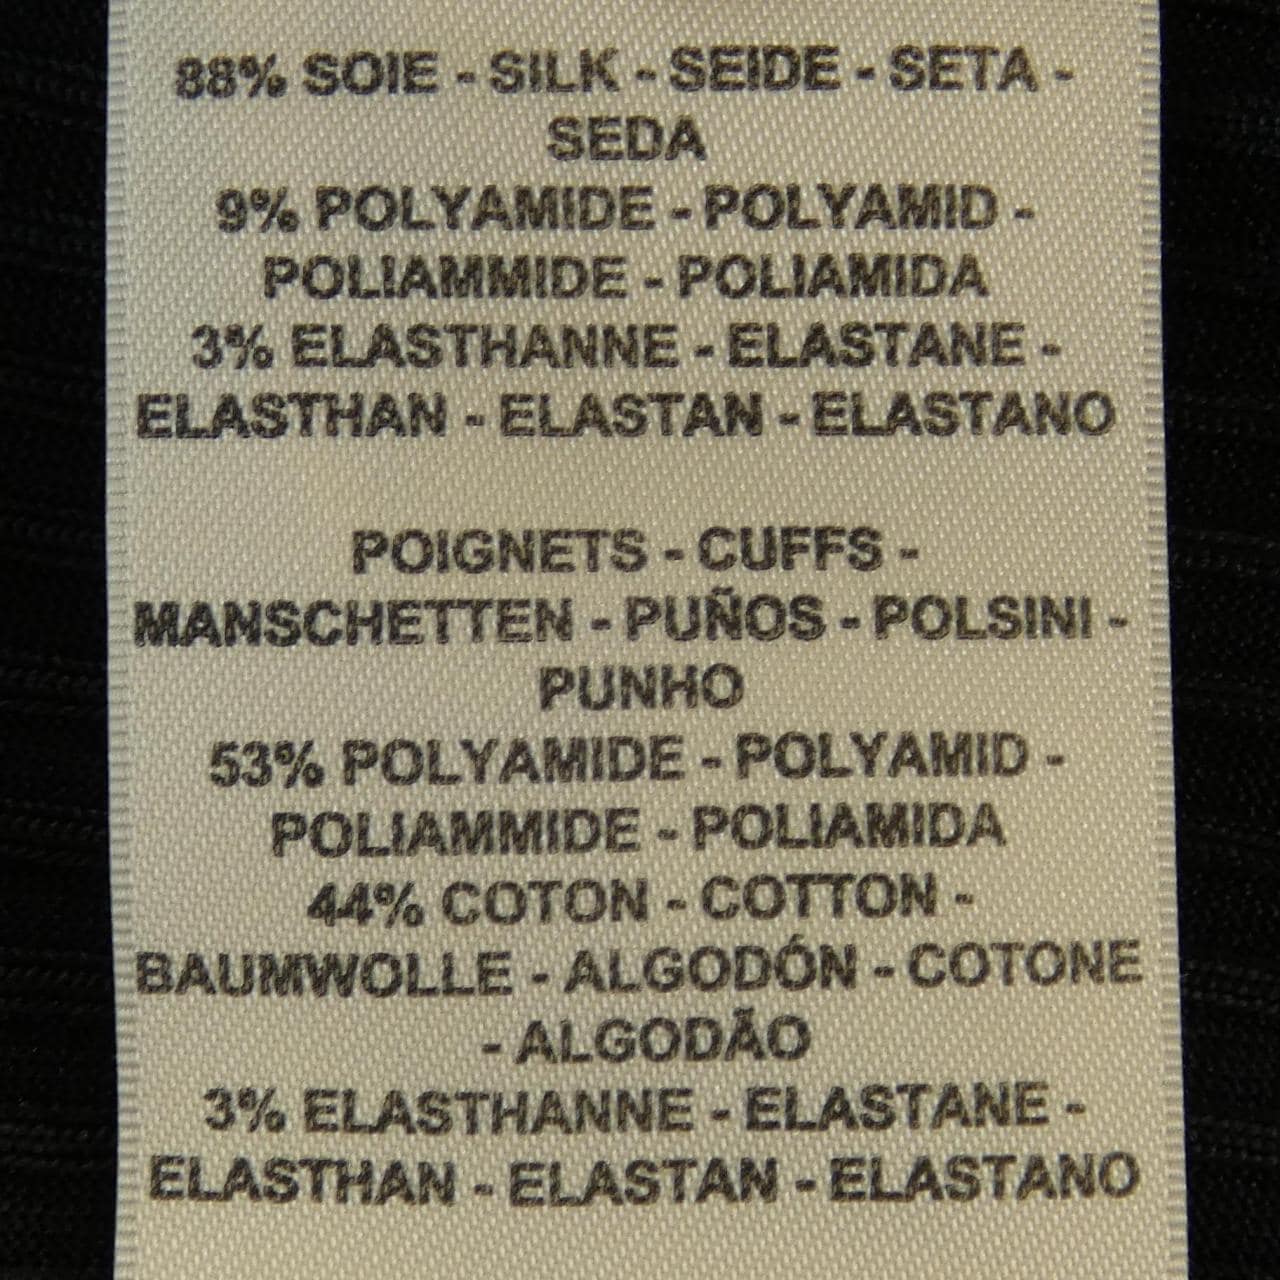 88% SOIE - SILK - SEIDE - SETA -
SEDA
9% POLYAMIDE - POLYAMID -
POLIAMMIDE - POLIAMIDA
3% ELASTHANNE - ELASTANE -
ELASTHAN - ELASTAN - ELASTANO
POIGNETS - CUFFS -
MANSCHETTEN - PUÑOS - POLSINI -
PUNHO
53% POLYAMIDE - POLYAMID -
POLIAMMIDE - POLIAMIDA
44% COTON - COTTON -
BAUMWOLLE - ALGODÓN - COTONE
- ALGODÃO
3% ELASTHANNE - ELASTANE -
ELASTHAN - ELASTAN - ELASTANO